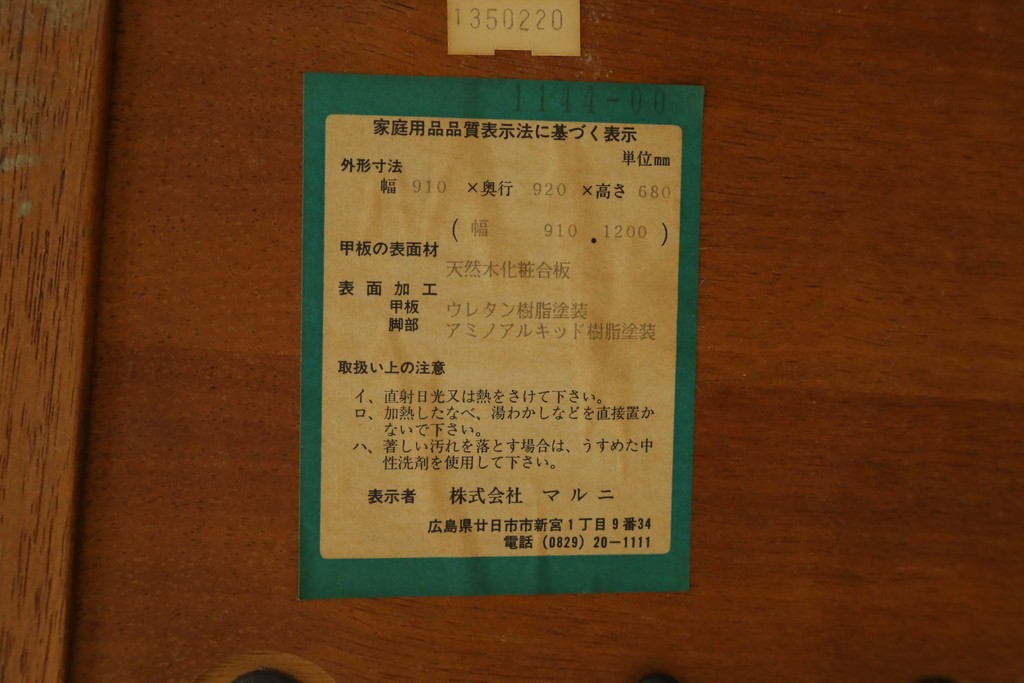 1350220
1144-00
家庭用品品質表示法に基づく表示
単位mm
外形寸法
幅 910 ×奥行 920 ×高さ 680
( 幅 910 . 1200 )
甲板の表面材
天然木化粧合板
表面加工
甲板 ウレタン樹脂塗装
脚部 アミノアルキッド樹脂塗装
取扱い上の注意
イ、直射日光又は熱をさけて下さい。
ロ、加熱したなべ、湯わかしなどを直接置か
ないで下さい。
ハ、著しい汚れを落とす場合は、うすめた中
性洗剤を使用して下さい。
表示者 株式会社 マルニ
広島県廿日市市新宮1丁目9番34
電話 (0829) 20-1111